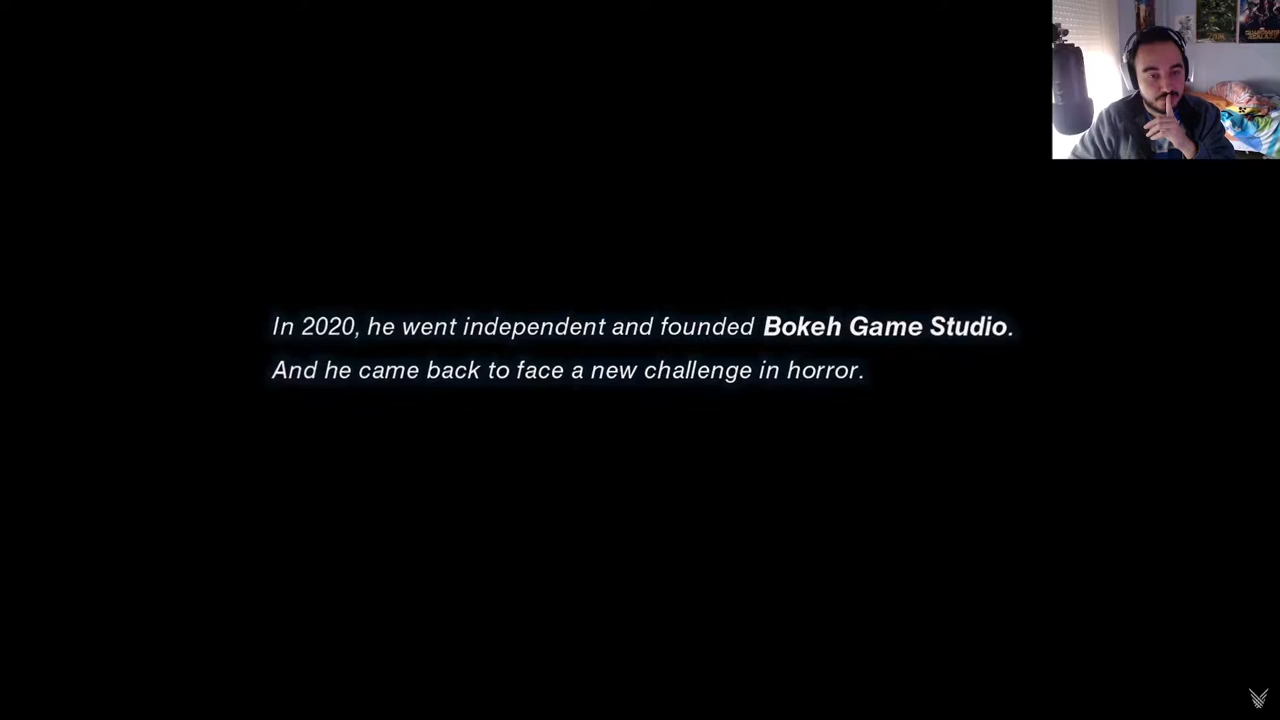 In 2020, he went independent and founded Bokeh Game Studio.
And he came back to face a new challenge in horror.